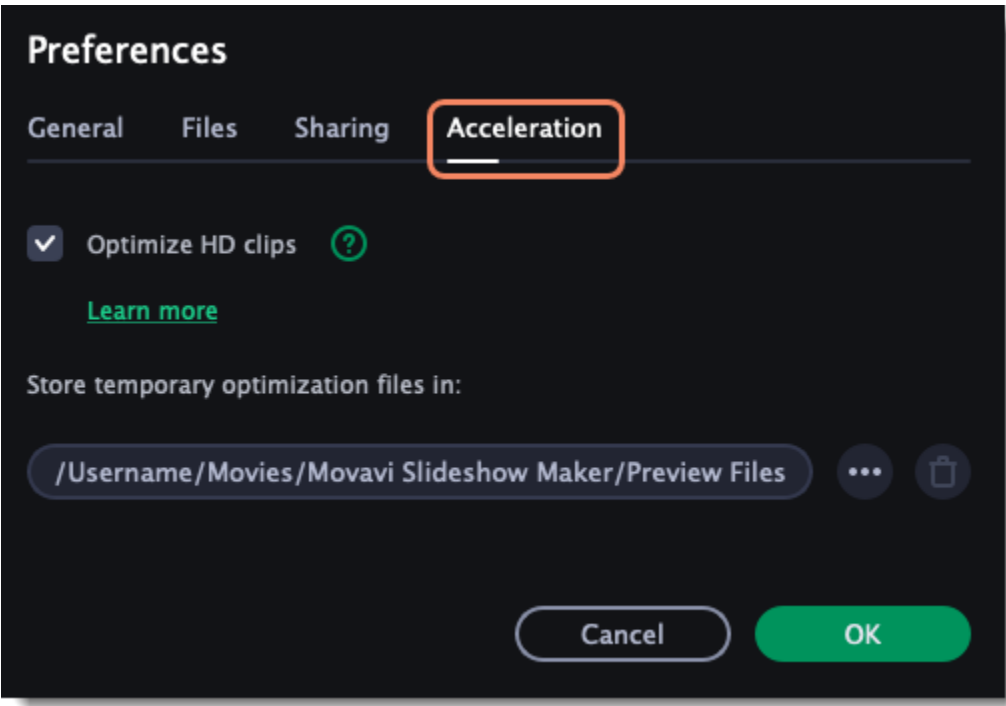 Preferences
General Files Sharing Acceleration
Optimize HD clips ?
Learn more
Store temporary optimization files in:
/Username/Movies/Movavi Slideshow Maker/Preview Files •••
Cancel OK